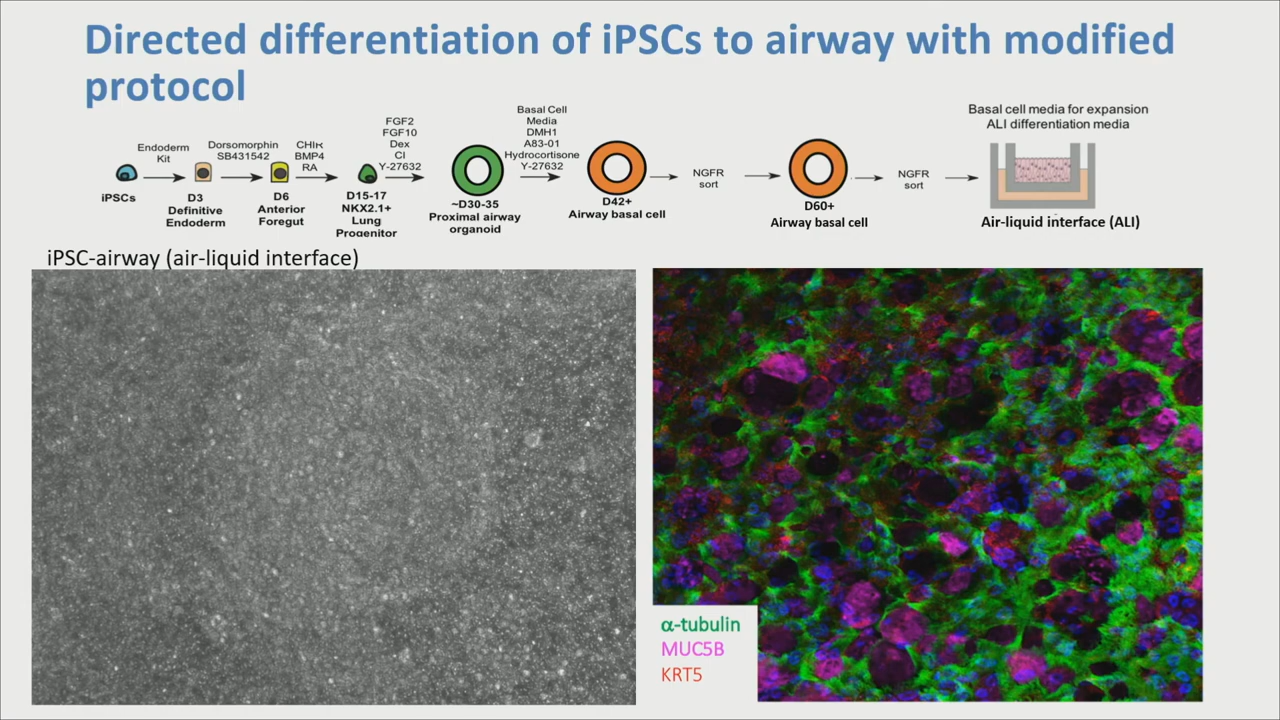 Directed differentiation of iPSCs to airway with modified
protocol
Endoderm
Kit
Dorsomorphin
SB431542
CHIR
BMP4
RA
FGF2
FGF10
Dex
CI
Y-27632
Basal Cell
Media
DMH1
A83-01
Hydrocortisone
Y-27632
NGFR
sort
NGFR
sort
Basal cell media for expansion
ALI differentiation media
iPSCs
D3
Definitive
Endoderm
D6
Anterior
Foregut
D15-17
NKX2.1+
Lung
Progenitor
~D30-35
Proximal airway
organoid
D42+
Airway basal cell
D60+
Airway basal cell
Air-liquid interface (ALI)
iPSC-airway (air-liquid interface)
α-tubulin
MUC5B
KRT5